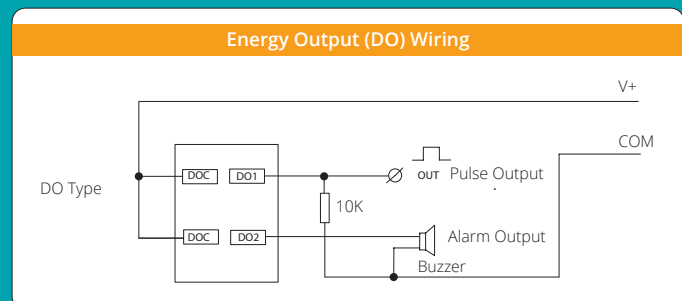 Energy Output (DO) Wiring
V+
COM
DOC DO1
OUT Pulse Output
DO Type
10K
DOC DO2
Alarm Output
Buzzer